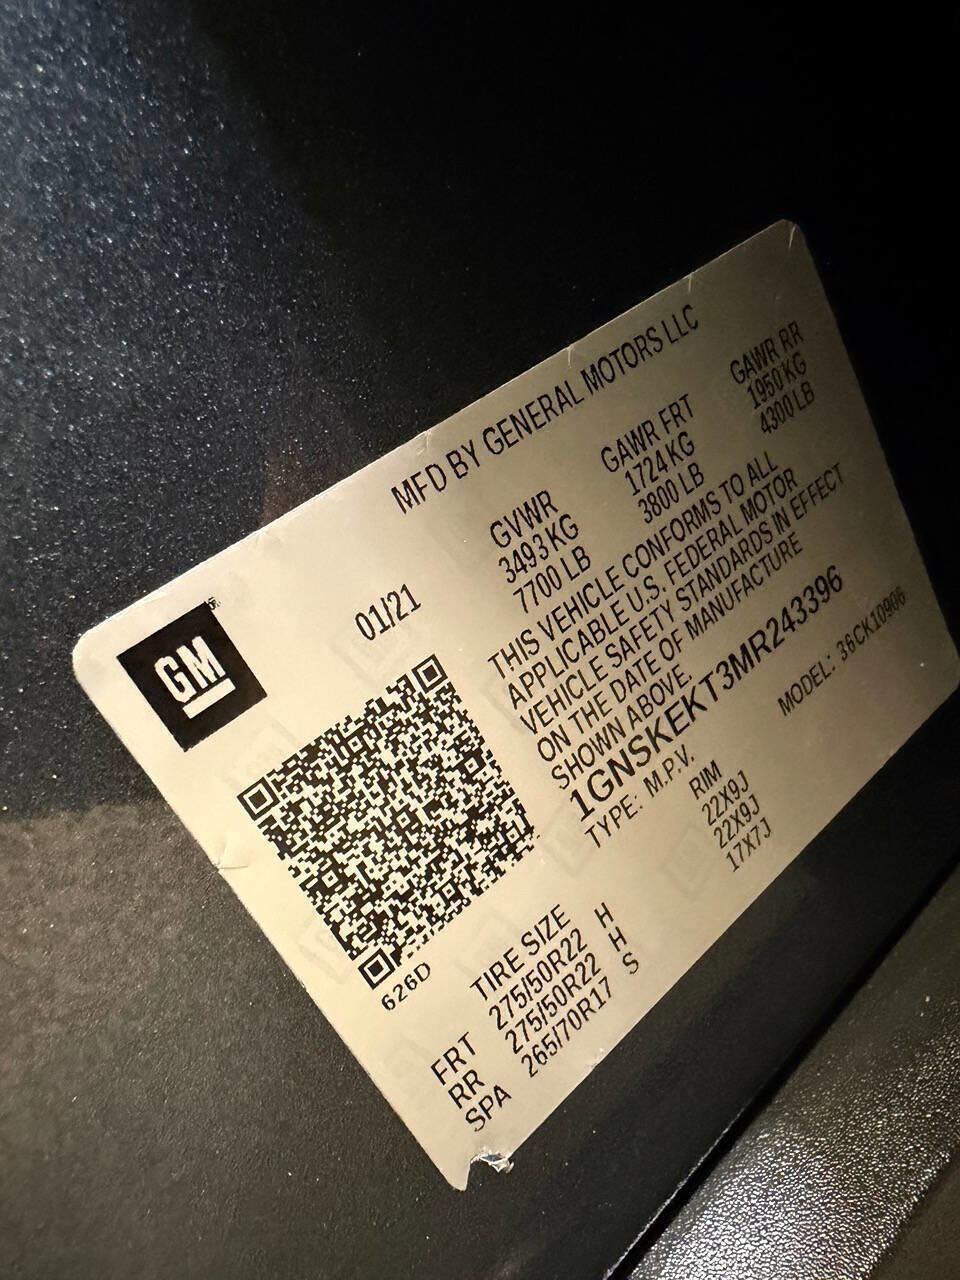 MFD BY GENERAL MOTORS LLC
GM
01/21
GVWR GAWR FRT GAWR RR
3493 KG 1724 KG 1950 KG
7700 LB 3800 LB 4300 LB
THIS VEHICLE CONFORMS TO ALL
APPLICABLE U.S. FEDERAL MOTOR
VEHICLE SAFETY STANDARDS IN EFFECT
ON THE DATE OF MANUFACTURE
SHOWN ABOVE.
1GNSKEKT3MR243396
TYPE: M.P.V. MODEL: 36CK10906
626D
TIRE SIZE RIM
FRT 275/50R22 H 22X9J
RR 275/50R22 H 22X9J
SPA 265/70R17 S 17X7J